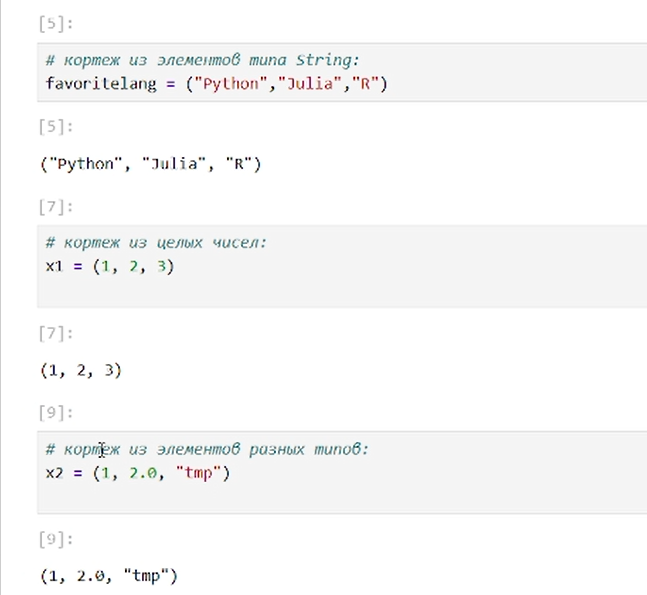 [5]:
# кортеж из элементов типа String:
favoritelang = ("Python","Julia","R")
[5]:
("Python", "Julia", "R")
[7]:
# кортеж из целых чисел:
x1 = (1, 2, 3)
[7]:
(1, 2, 3)
[9]:
# кортеж из элементов разных типов:
x2 = (1, 2.0, "tmp")
[9]:
(1, 2.0, "tmp")